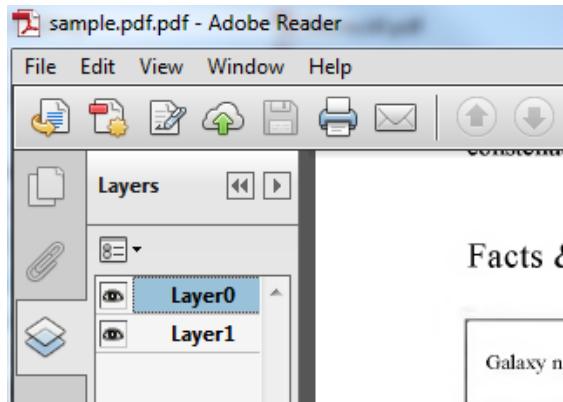 sample.pdf.pdf - Adobe Reader
File Edit View Window Help
Layers
Facts &
Layer0
Layer1
Galaxy n